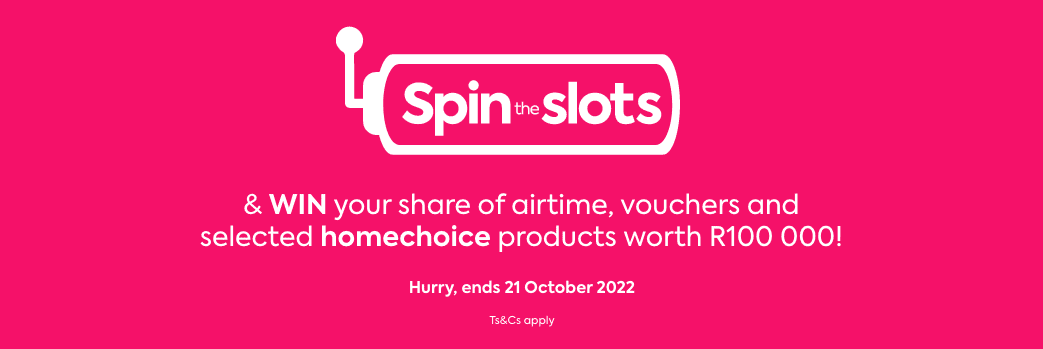 Spin the slots
& WIN your share of airtime, vouchers and
selected homechoice products worth R100 000!
Hurry, ends 21 October 2022
Ts&Cs apply